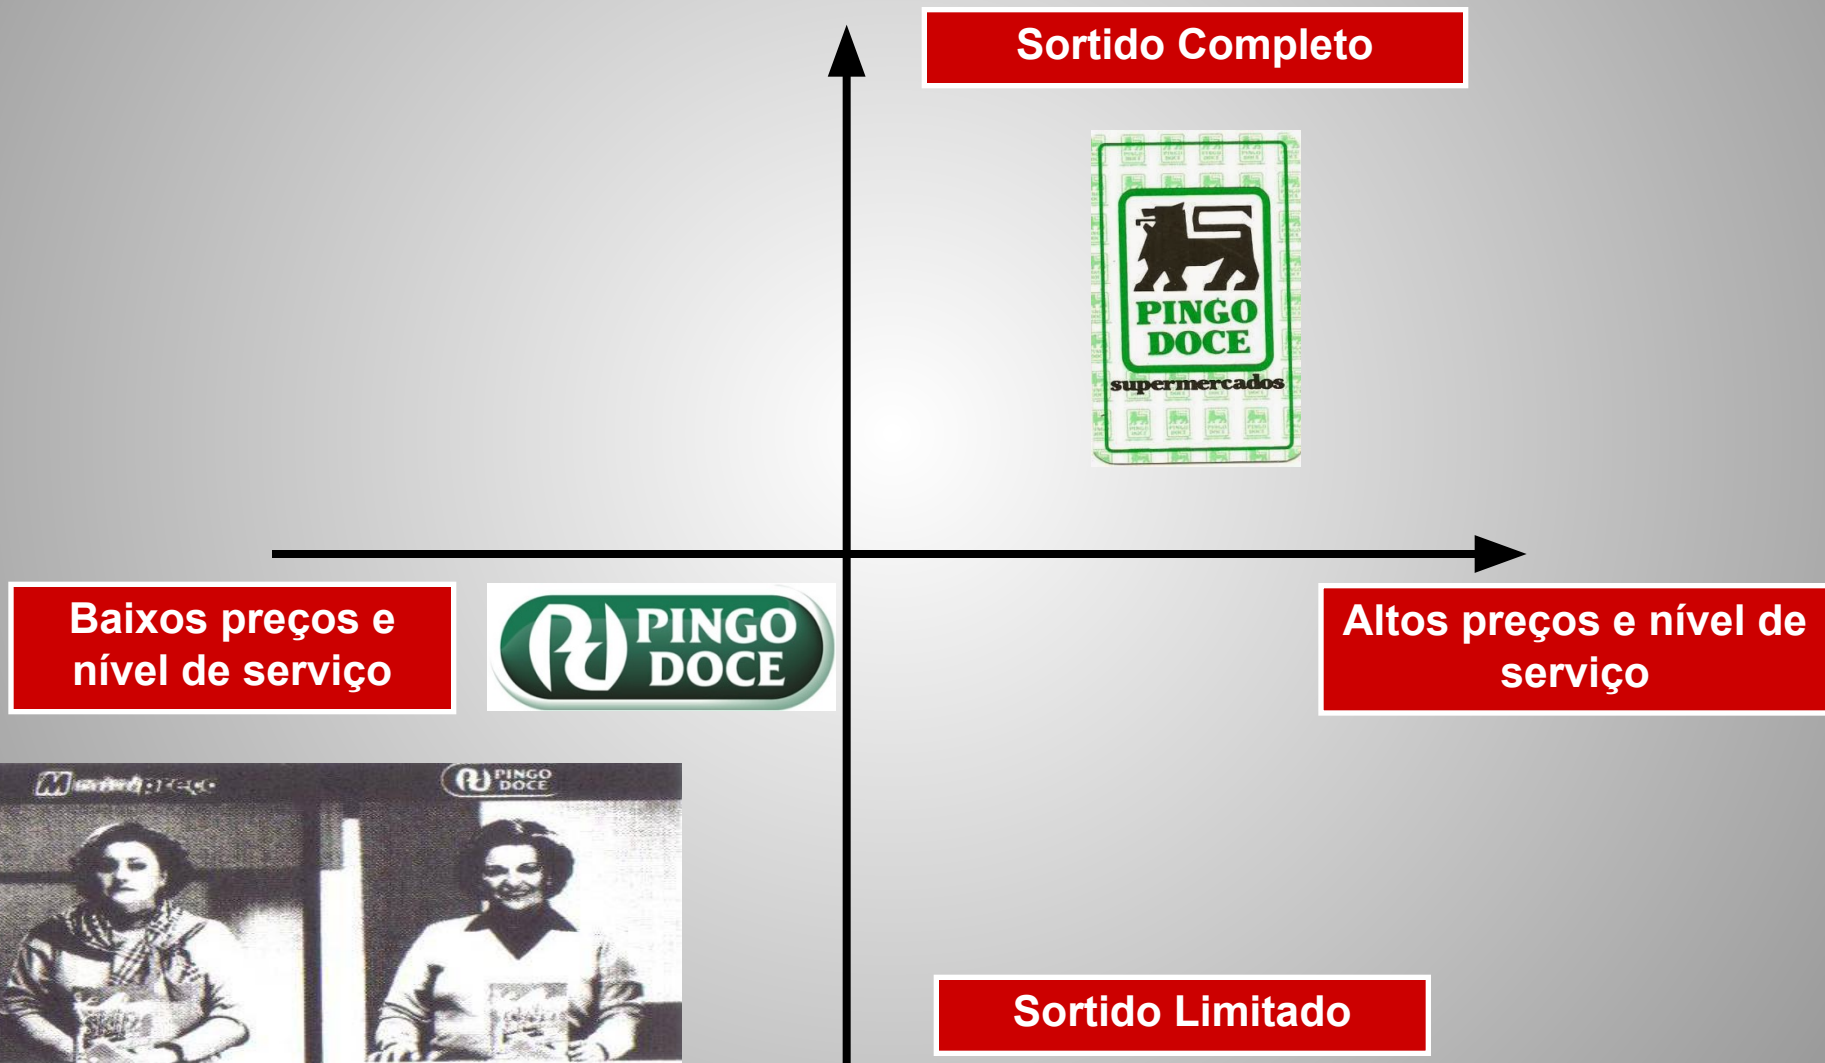 Sortido Completo
PINGO
DOCE
supermercados
Baixos preços e
nível de serviço
PINGO
DOCE
Altos preços e nível de
serviço
PINGO
DOCE
Sortido Limitado